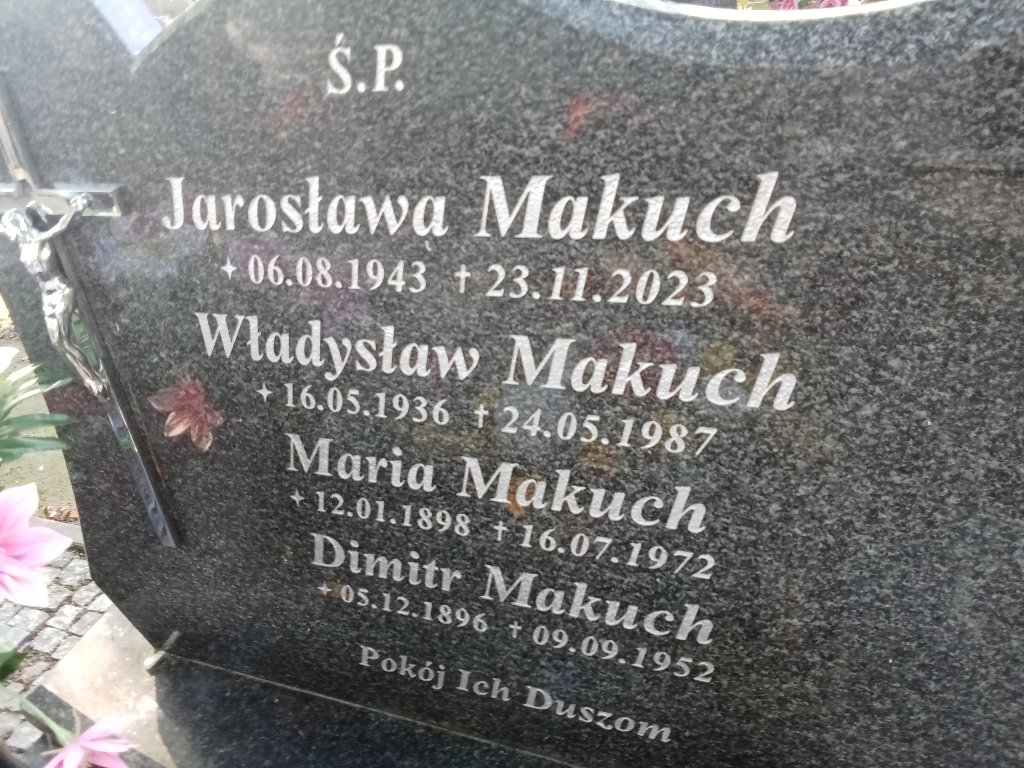 Ś.P.
Jarosława Makuch
+ 06.08.1943 † 23.11.2023
Władysław Makuch
+ 16.05.1936 † 24.05.1987
Maria Makuch
+ 12.01.1898 † 16.07.1972
Dimitr Makuch
+ 05.12.1896 † 09.09.1952
Pokój Ich Duszom